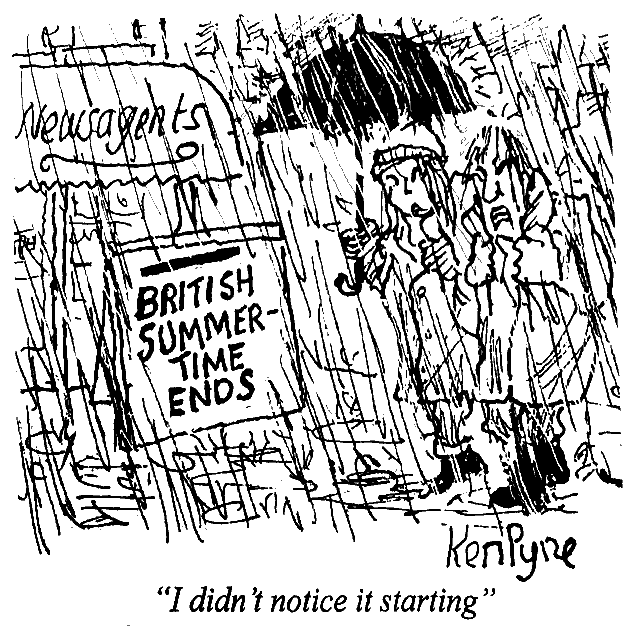 Newsagents
BRITISH
SUMMER-
TIME
ENDS
KenPyne
"I didn't notice it starting"